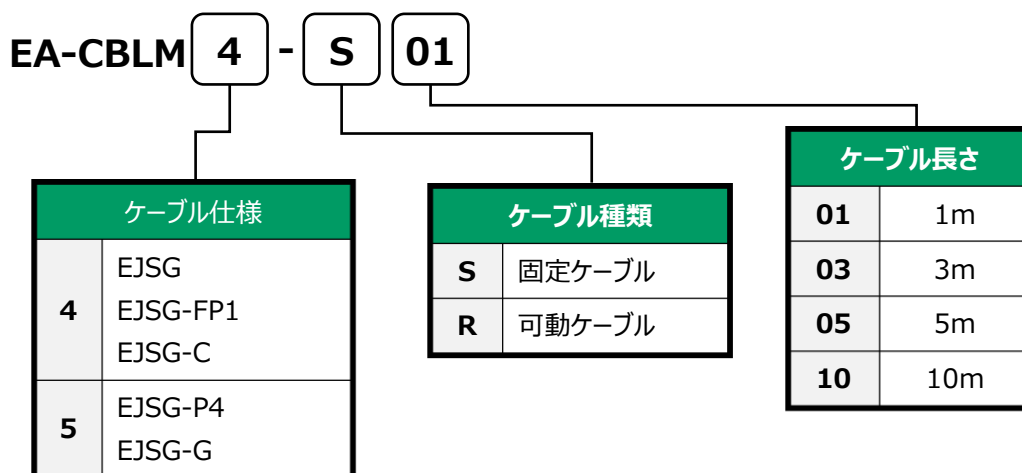 EA-CBLM 4 - S 01
ケーブル仕様
4
EJSG
EJSG-FP1
EJSG-C
5
EJSG-P4
EJSG-G
ケーブル種類
S 固定ケーブル
R 可動ケーブル
ケーブル長さ
01 1m
03 3m
05 5m
10 10m